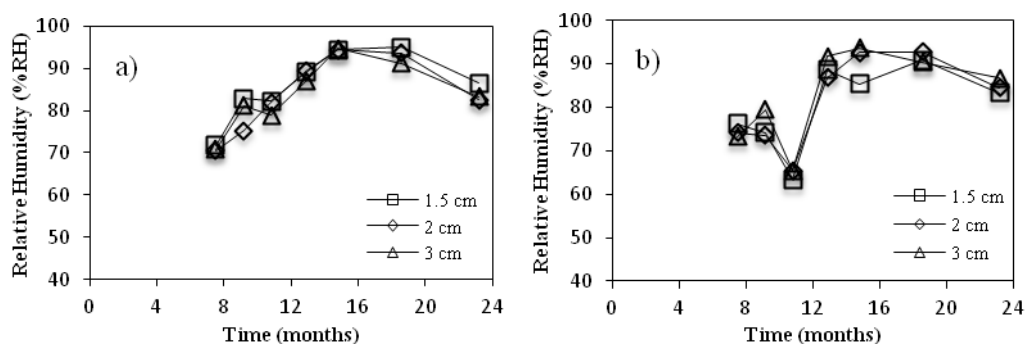 Relative Humidity (%RH)
100
90
80
70
60
50
40
a)
1.5 cm
2 cm
3 cm
0 4 8 12 16 20 24
Time (months)
Relative Humidity (%RH)
100
90
80
70
60
50
40
b)
1.5 cm
2 cm
3 cm
0 4 8 12 16 20 24
Time (months)